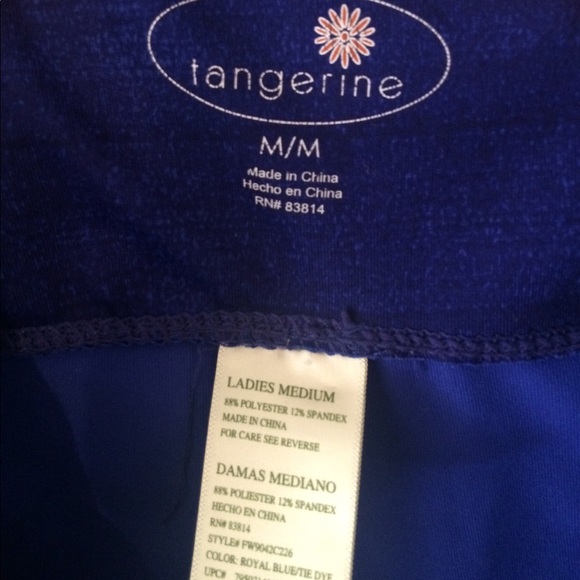 tangerine
M/M
Made in China
Hecho en China
RN# 83814
LADIES MEDIUM
88% POLYESTER 12% SPANDEX
MADE IN CHINA
FOR CARE SEE REVERSE
DAMAS MEDIANO
88% POLIESTER 12% SPANDEX
HECHO EN CHINA
RN# 83814
STYLE# FW9042C226
COLOR: ROYAL BLUE/TIE DYE
UPC#